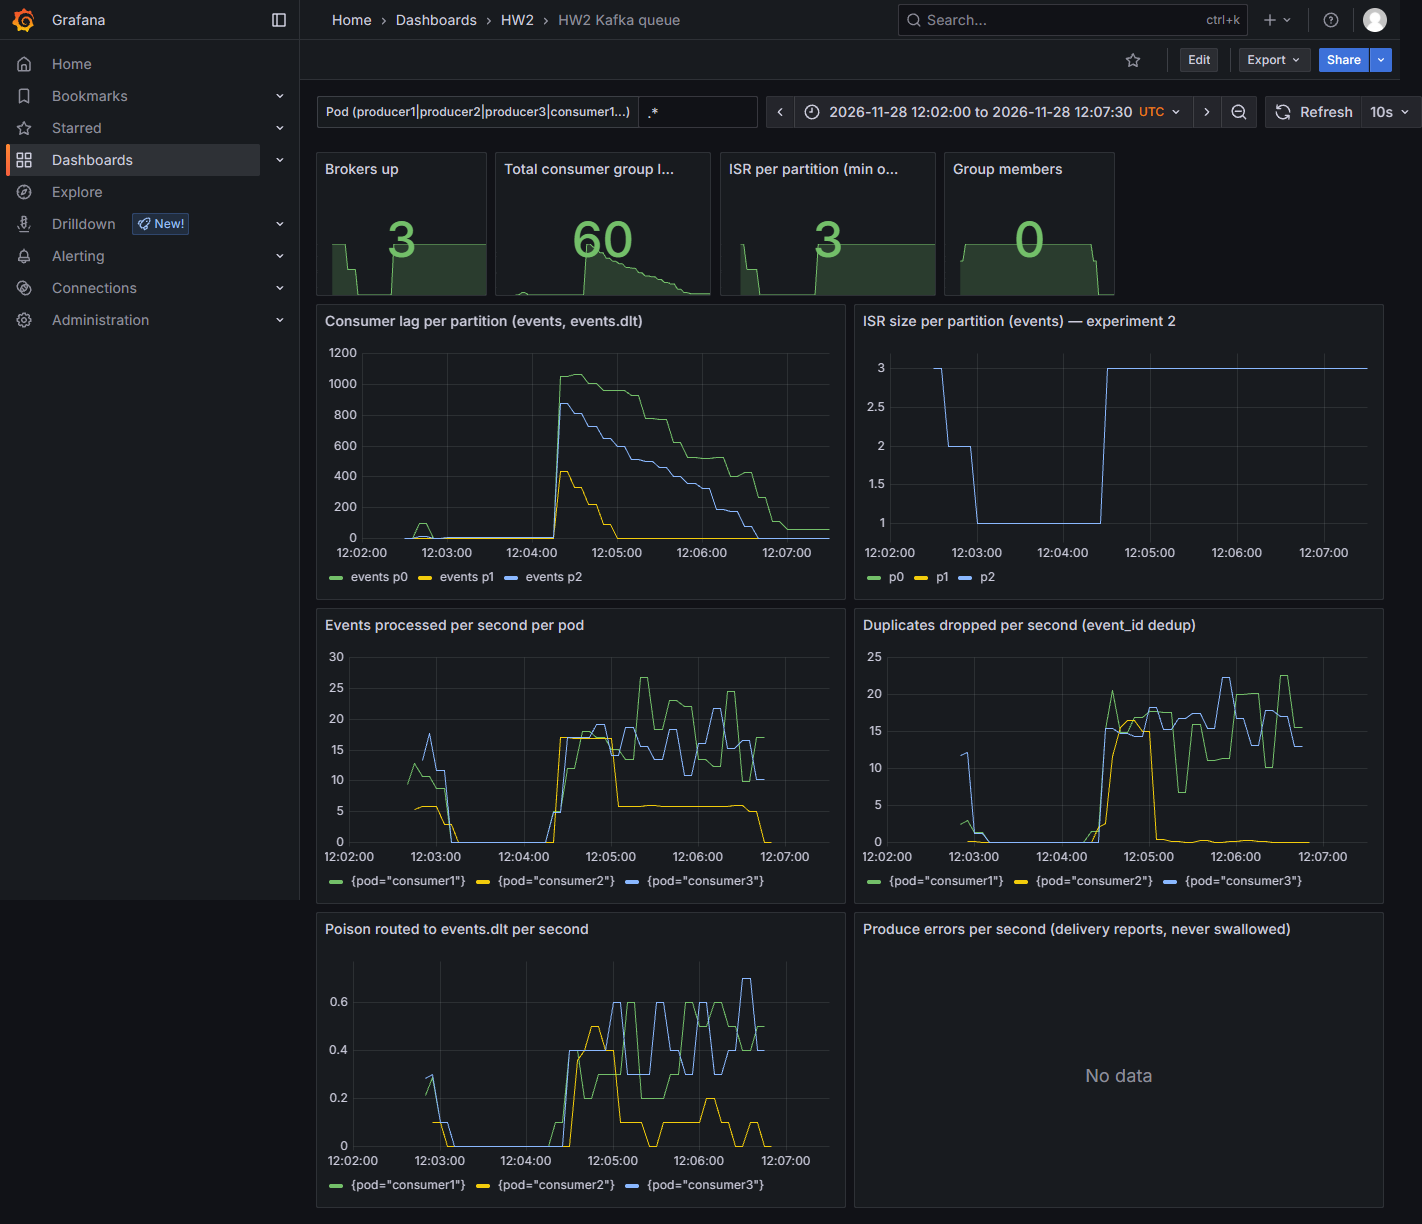 Grafana
Home › Dashboards › HW2 › HW2 Kafka queue
Search...
ctrl+k
Home
Bookmarks
Starred
Dashboards
Explore
Drilldown
New!
Alerting
Connections
Administration
Edit
Export
Share
Pod (producer1|producer2|producer3|consumer1...)
.*
2026-11-28 12:02:00 to 2026-11-28 12:07:30 UTC
Refresh
10s
Brokers up
3
Total consumer group l...
60
ISR per partition (min o...
3
Group members
0
Consumer lag per partition (events, events.dlt)
1200
1000
800
600
400
200
0
12:02:00 12:03:00 12:04:00 12:05:00 12:06:00 12:07:00
events p0 events p1 events p2
ISR size per partition (events) — experiment 2
3
2.5
2
1.5
1
12:02:00 12:03:00 12:04:00 12:05:00 12:06:00 12:07:00
p0 p1 p2
Events processed per second per pod
30
25
20
15
10
5
0
12:02:00 12:03:00 12:04:00 12:05:00 12:06:00 12:07:00
{pod="consumer1"} {pod="consumer2"} {pod="consumer3"}
Duplicates dropped per second (event_id dedup)
25
20
15
10
5
0
12:02:00 12:03:00 12:04:00 12:05:00 12:06:00 12:07:00
{pod="consumer1"} {pod="consumer2"} {pod="consumer3"}
Poison routed to events.dlt per second
0.6
0.4
0.2
0
12:02:00 12:03:00 12:04:00 12:05:00 12:06:00 12:07:00
{pod="consumer1"} {pod="consumer2"} {pod="consumer3"}
Produce errors per second (delivery reports, never swallowed)
No data